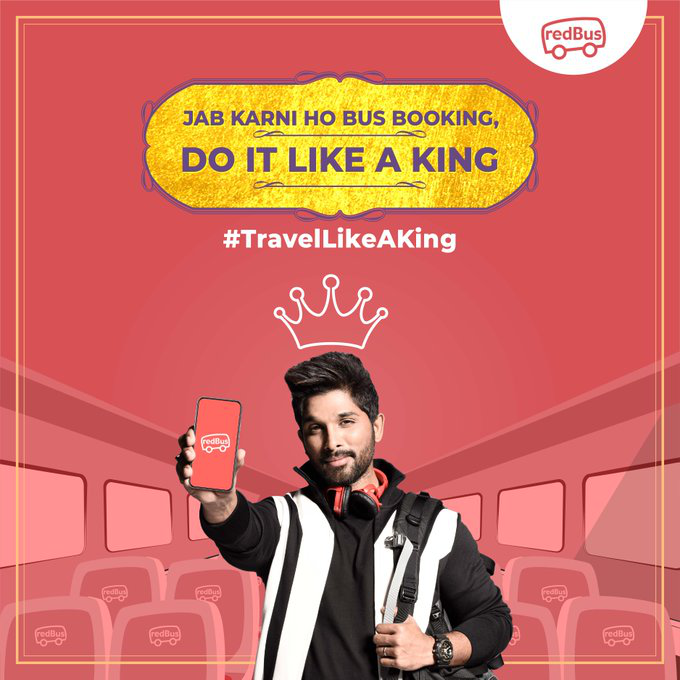 redBus
JAB KARNI HO BUS BOOKING,
DO IT LIKE A KING
#TravelLikeAKing
redBus
redBus
redBus
redBus
redBus
redBus
redBus